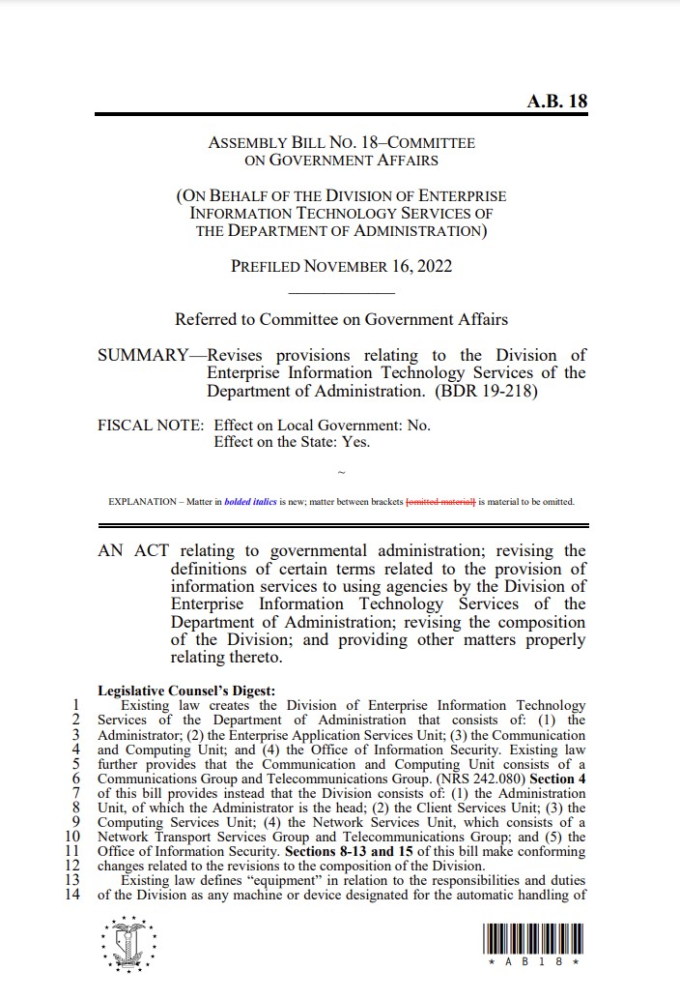 A.B. 18
ASSEMBLY BILL NO. 18–COMMITTEE
ON GOVERNMENT AFFAIRS
(ON BEHALF OF THE DIVISION OF ENTERPRISE
INFORMATION TECHNOLOGY SERVICES OF
THE DEPARTMENT OF ADMINISTRATION)
PREFILED NOVEMBER 16, 2022
____________
Referred to Committee on Government Affairs
SUMMARY—Revises provisions relating to the Division of
Enterprise Information Technology Services of the
Department of Administration. (BDR 19-218)
FISCAL NOTE: Effect on Local Government: No.
Effect on the State: Yes.
~
EXPLANATION – Matter in bolded italics is new; matter between brackets [omitted material] is material to be omitted.
AN ACT relating to governmental administration; revising the
definitions of certain terms related to the provision of
information services to using agencies by the Division of
Enterprise Information Technology Services of the
Department of Administration; revising the composition
of the Division; and providing other matters properly
relating thereto.
Legislative Counsel’s Digest:
1 Existing law creates the Division of Enterprise Information Technology
2 Services of the Department of Administration that consists of: (1) the
3 Administrator; (2) the Enterprise Application Services Unit; (3) the Communication
4 and Computing Unit; and (4) the Office of Information Security. Existing law
5 further provides that the Communication and Computing Unit consists of a
6 Communications Group and Telecommunications Group. (NRS 242.080) Section 4
7 of this bill provides instead that the Division consists of: (1) the Administration
8 Unit, of which the Administrator is the head; (2) the Client Services Unit; (3) the
9 Computing Services Unit; (4) the Network Services Unit, which consists of a
10 Network Transport Services Group and Telecommunications Group; and (5) the
11 Office of Information Security. Sections 8-13 and 15 of this bill make conforming
12 changes related to the revisions to the composition of the Division.
13 Existing law defines “equipment” in relation to the responsibilities and duties
14 of the Division as any machine or device designated for the automatic handling of
* A B 1 8 *